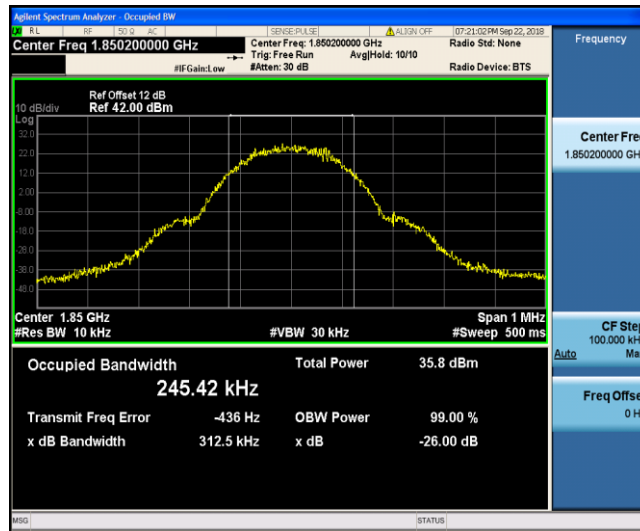 Agilent Spectrum Analyzer - Occupied BW
RL RF 50 Ω AC SENSE:PULSE ALIGN OFF 07:21:02 PM Sep 22, 2018
Center Freq 1.850200000 GHz
Center Freq: 1.850200000 GHz
Radio Std: None
Trig: Free Run Avg|Hold: 10/10
#IFGain:Low #Atten: 30 dB
Radio Device: BTS
Ref Offset 12 dB
10 dB/div Ref 42.00 dBm
Log
32.0
22.0
12.0
2.00
-8.00
-18.0
-28.0
-38.0
-48.0
Center 1.85 GHz Span 1 MHz
#Res BW 10 kHz #VBW 30 kHz #Sweep 500 ms
Occupied Bandwidth Total Power 35.8 dBm
245.42 kHz
Transmit Freq Error -436 Hz OBW Power 99.00 %
x dB Bandwidth 312.5 kHz x dB -26.00 dB
MSG STATUS
Frequency
Center Fre
1.850200000 GH
CF Step
100.000 kH
Auto Ma
Freq Offse
0 H